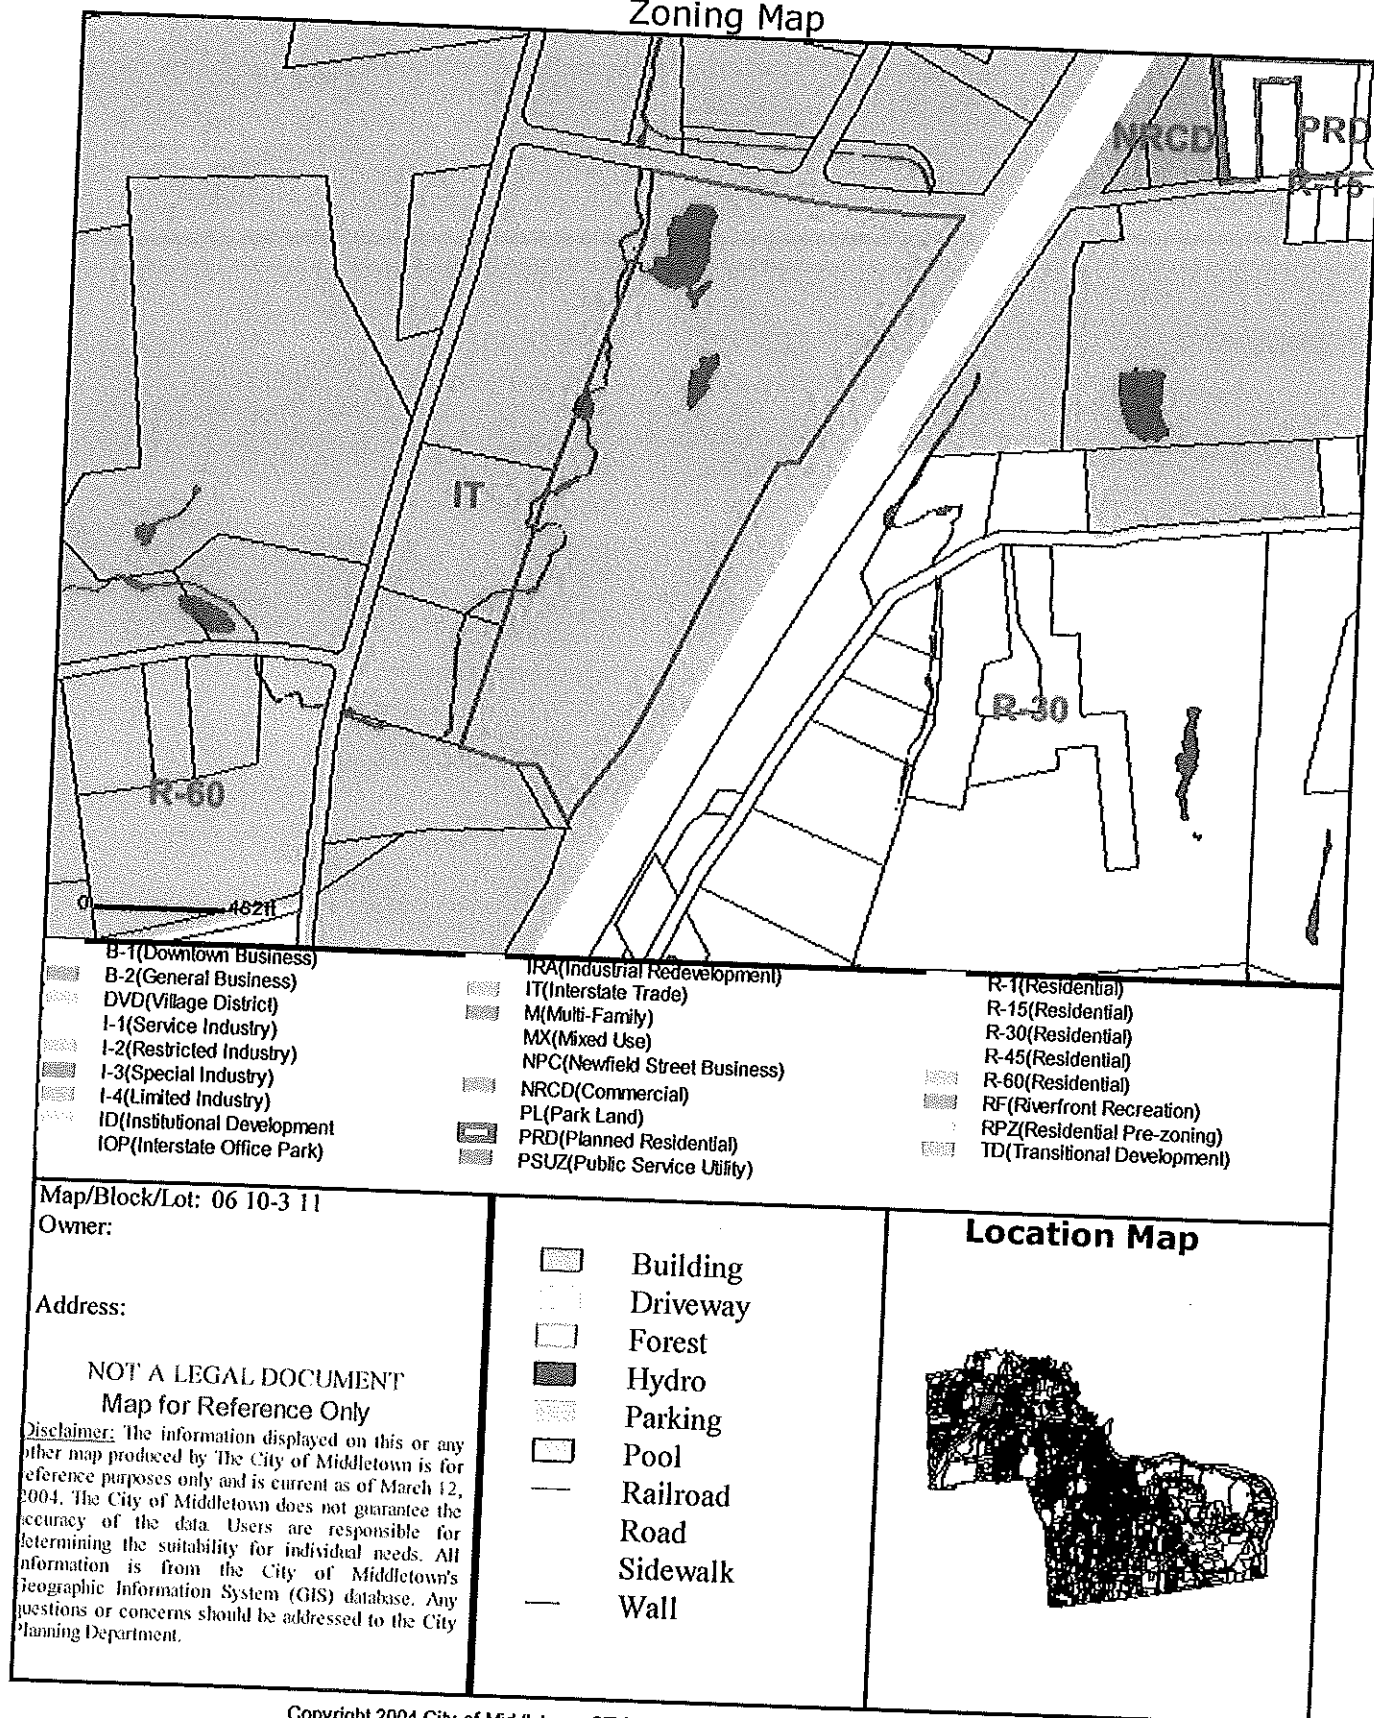 Zoning Map
NRCD
PRD
R-15
IT
R-30
R-60
0 462ft
B-1(Downtown Business)
B-2(General Business)
DVD(Village District)
I-1(Service Industry)
I-2(Restricted Industry)
I-3(Special Industry)
I-4(Limited Industry)
ID(Institutional Development
IOP(Interstate Office Park)
IRA(Industrial Redevelopment)
IT(Interstate Trade)
M(Multi-Family)
MX(Mixed Use)
NPC(Newfield Street Business)
NRCD(Commercial)
PL(Park Land)
PRD(Planned Residential)
PSUZ(Public Service Utility)
R-1(Residential)
R-15(Residential)
R-30(Residential)
R-45(Residential)
R-60(Residential)
RF(Riverfront Recreation)
RPZ(Residential Pre-zoning)
TD(Transitional Development)
Map/Block/Lot: 06 10-3 11
Owner:
Address:
NOT A LEGAL DOCUMENT
Map for Reference Only
Disclaimer: The information displayed on this or any
other map produced by The City of Middletown is for
reference purposes only and is current as of March 12,
2004. The City of Middletown does not guarantee the
accuracy of the data. Users are responsible for
determining the suitability for individual needs. All
information is from the City of Middletown's
Geographic Information System (GIS) database. Any
questions or concerns should be addressed to the City
Planning Department.
Building
Driveway
Forest
Hydro
Parking
Pool
Railroad
Road
Sidewalk
Wall
Location Map
Copyright 2004 City of